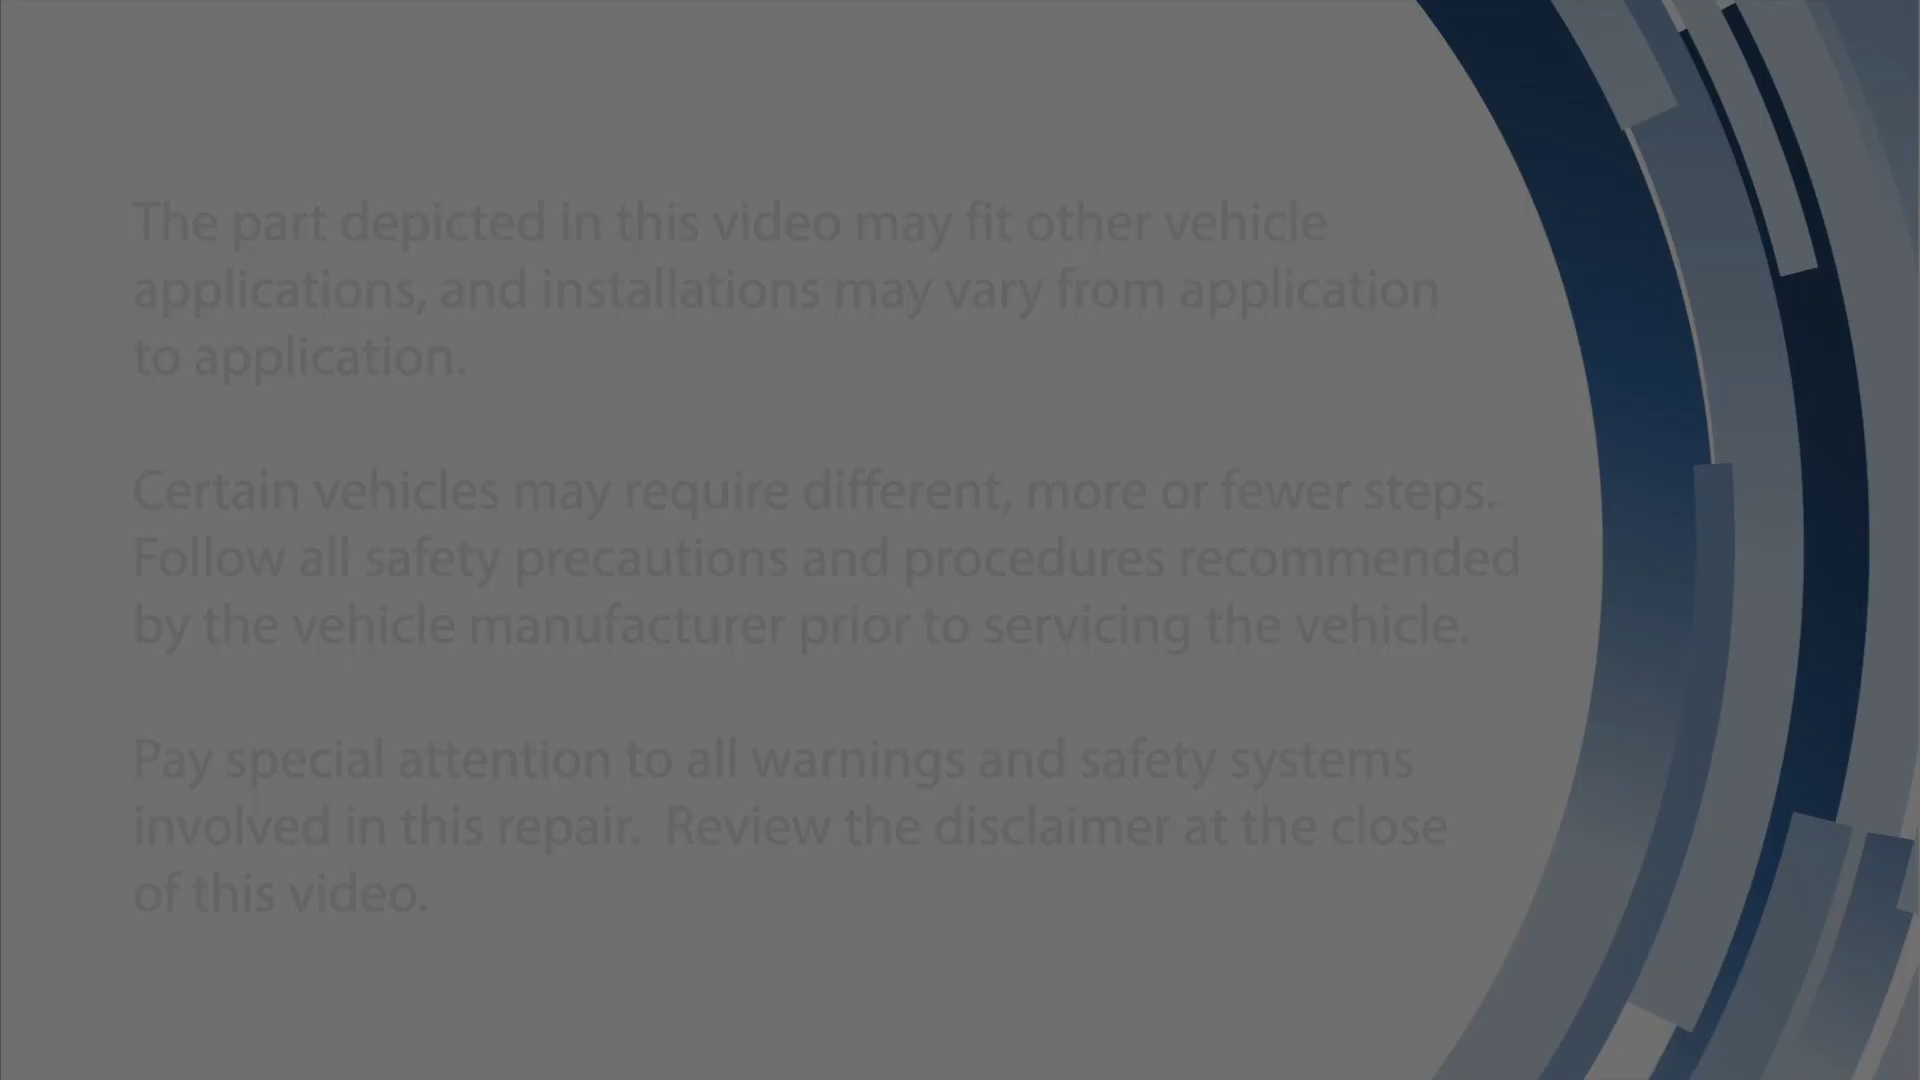 The part depicted in this video may fit other vehicle
applications, and installations may vary from application
to application.
Certain vehicles may require different, more or fewer steps.
Follow all safety precautions and procedures recommended
by the vehicle manufacturer prior to servicing the vehicle.
Pay special attention to all warnings and safety systems
involved in this repair.  Review the disclaimer at the close
of this video.